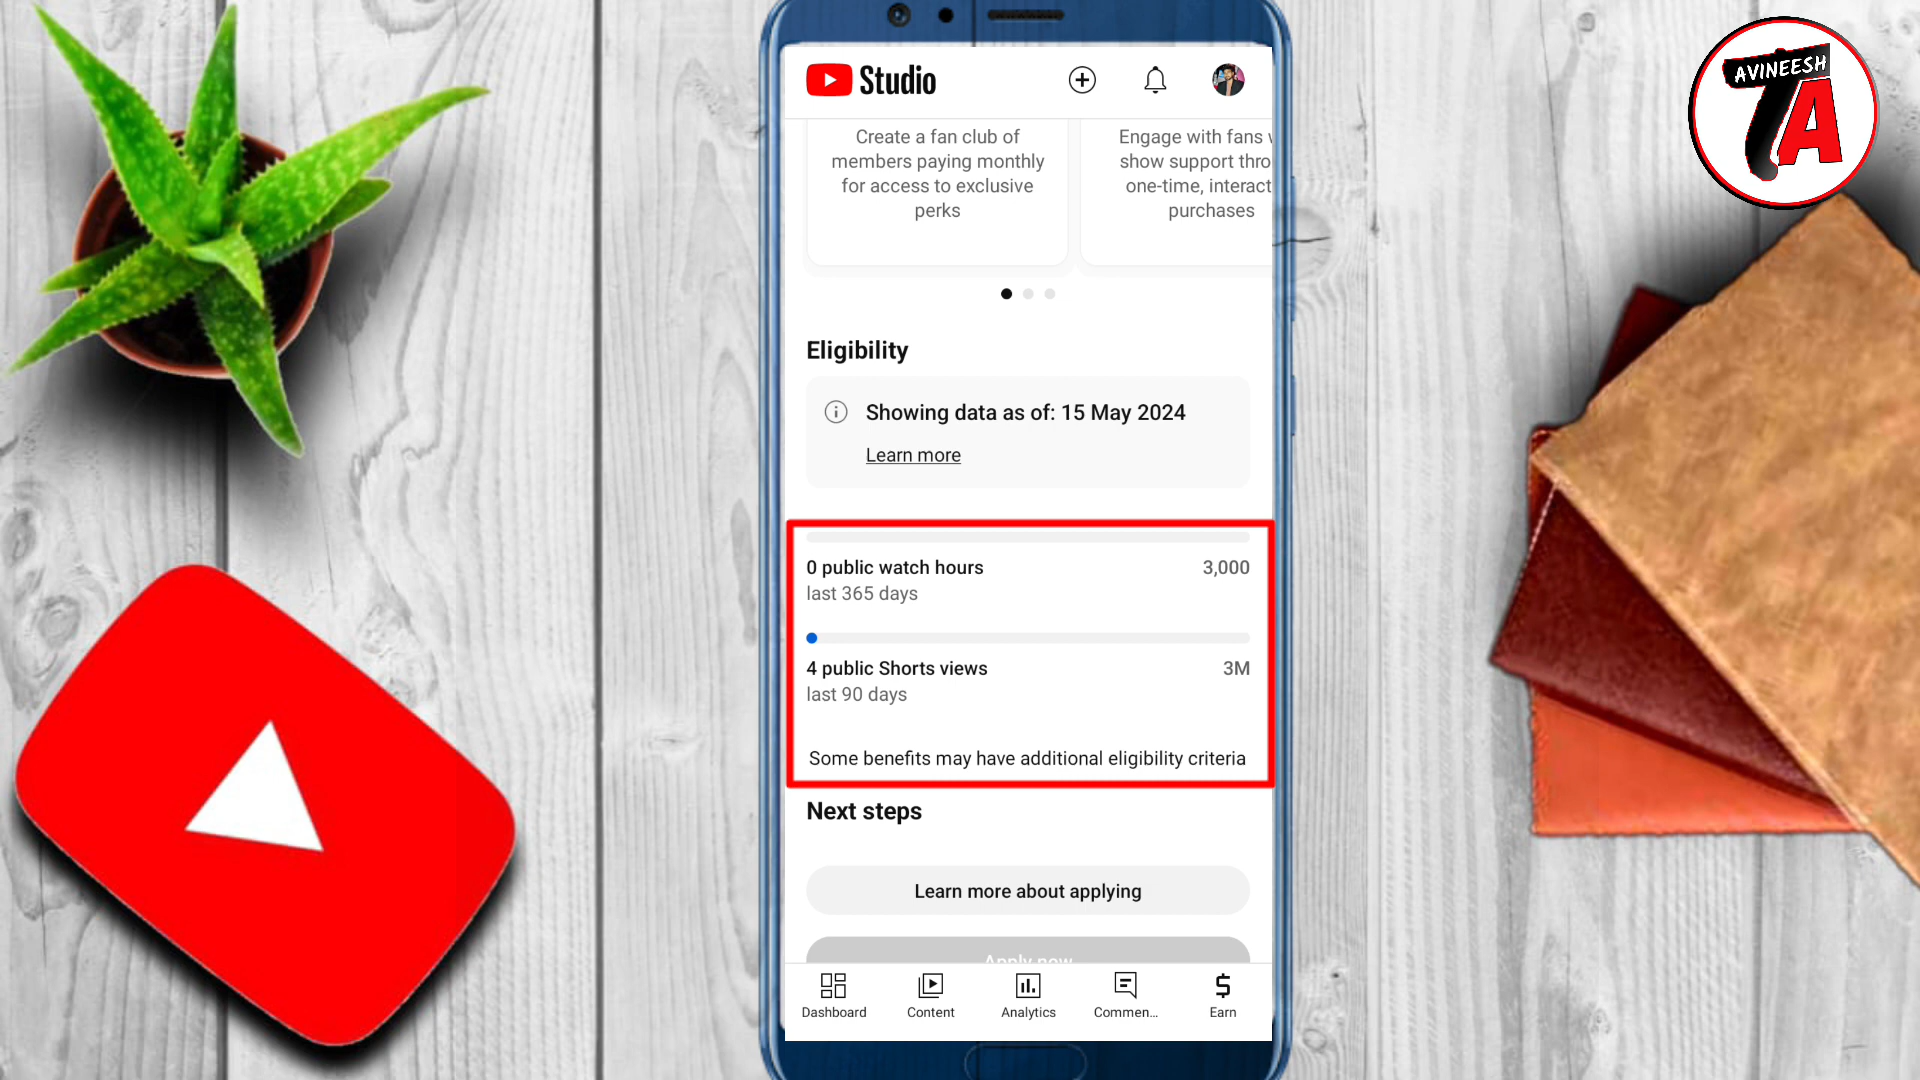 AVINEESH
TA
Studio
Create a fan club of
members paying monthly
for access to exclusive
perks
Engage with fans
show support thro
one-time, interact
purchases
Eligibility
Showing data as of: 15 May 2024
Learn more
0 public watch hours 3,000
last 365 days
4 public Shorts views 3M
last 90 days
Some benefits may have additional eligibility criteria
Next steps
Learn more about applying
Apply now
Dashboard Content Analytics Commen... Earn